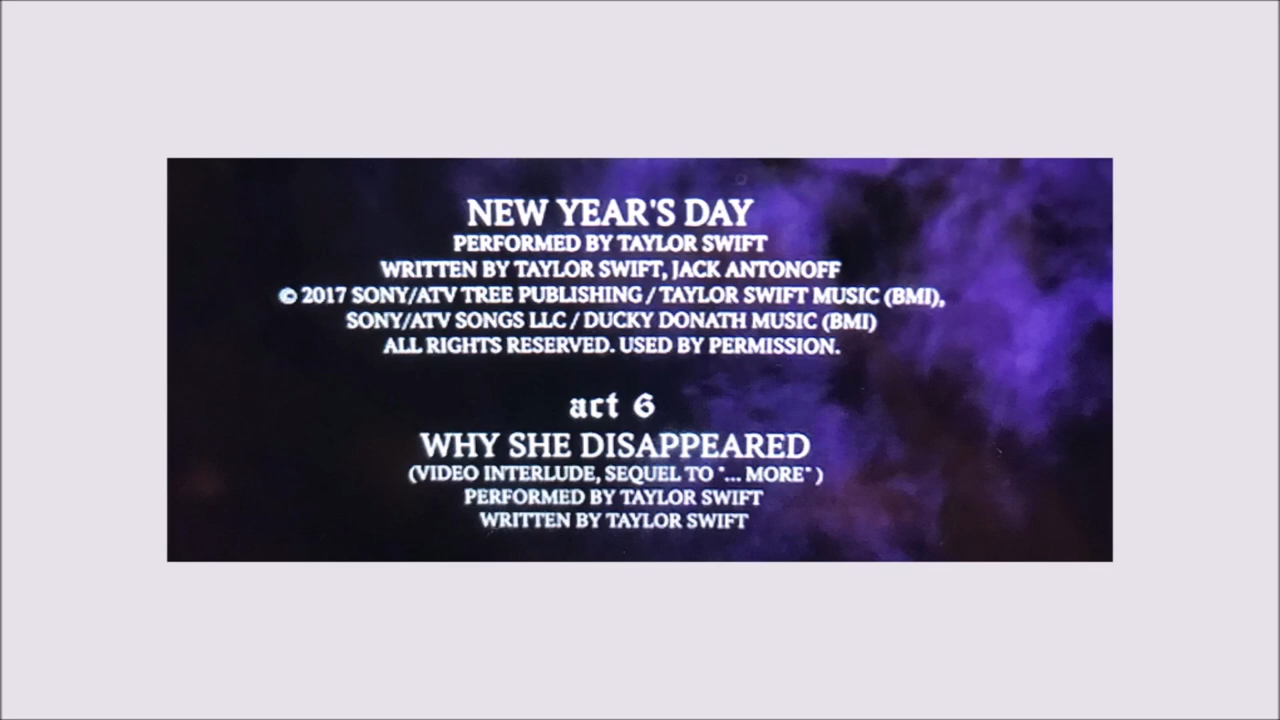 NEW YEAR'S DAY
PERFORMED BY TAYLOR SWIFT
WRITTEN BY TAYLOR SWIFT, JACK ANTONOFF
© 2017 SONY/ATV TREE PUBLISHING / TAYLOR SWIFT MUSIC (BMI),
SONY/ATV SONGS LLC / DUCKY DONATH MUSIC (BMI)
ALL RIGHTS RESERVED. USED BY PERMISSION.
act 6
WHY SHE DISAPPEARED
(VIDEO INTERLUDE, SEQUEL TO "... MORE" )
PERFORMED BY TAYLOR SWIFT
WRITTEN BY TAYLOR SWIFT